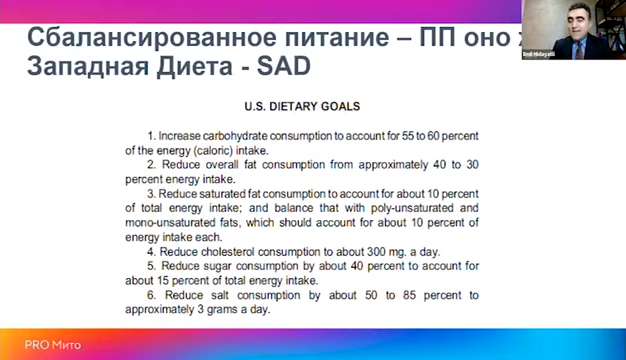 Сбалансированное питание – ПП оно
Западная Диета - SAD
U.S. DIETARY GOALS
1. Increase carbohydrate consumption to account for 55 to 60 percent
of the energy (caloric) intake.
2. Reduce overall fat consumption from approximately 40 to 30
percent energy intake.
3. Reduce saturated fat consumption to account for about 10 percent
of total energy intake; and balance that with poly-unsaturated and
mono-unsaturated fats, which should account for about 10 percent of
energy intake each.
4. Reduce cholesterol consumption to about 300 mg. a day.
5. Reduce sugar consumption by about 40 percent to account for
about 15 percent of total energy intake.
6. Reduce salt consumption by about 50 to 85 percent to
approximately 3 grams a day.
PRO Мито